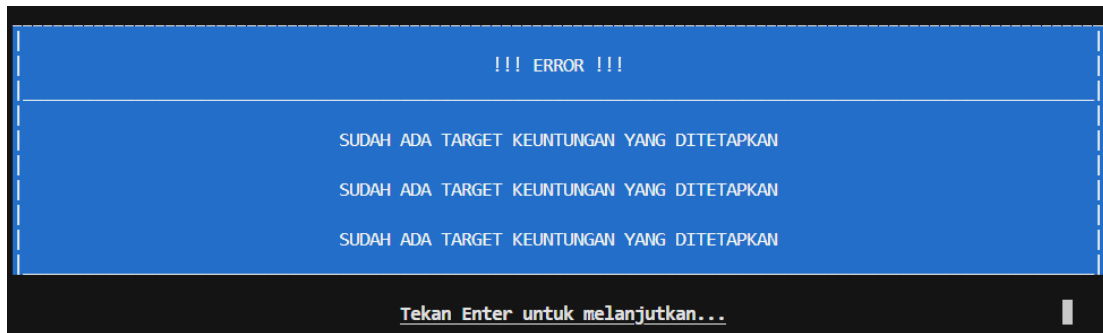 !!! ERROR !!!
SUDAH ADA TARGET KEUNTUNGAN YANG DITETAPKAN
SUDAH ADA TARGET KEUNTUNGAN YANG DITETAPKAN
SUDAH ADA TARGET KEUNTUNGAN YANG DITETAPKAN
Tekan Enter untuk melanjutkan...